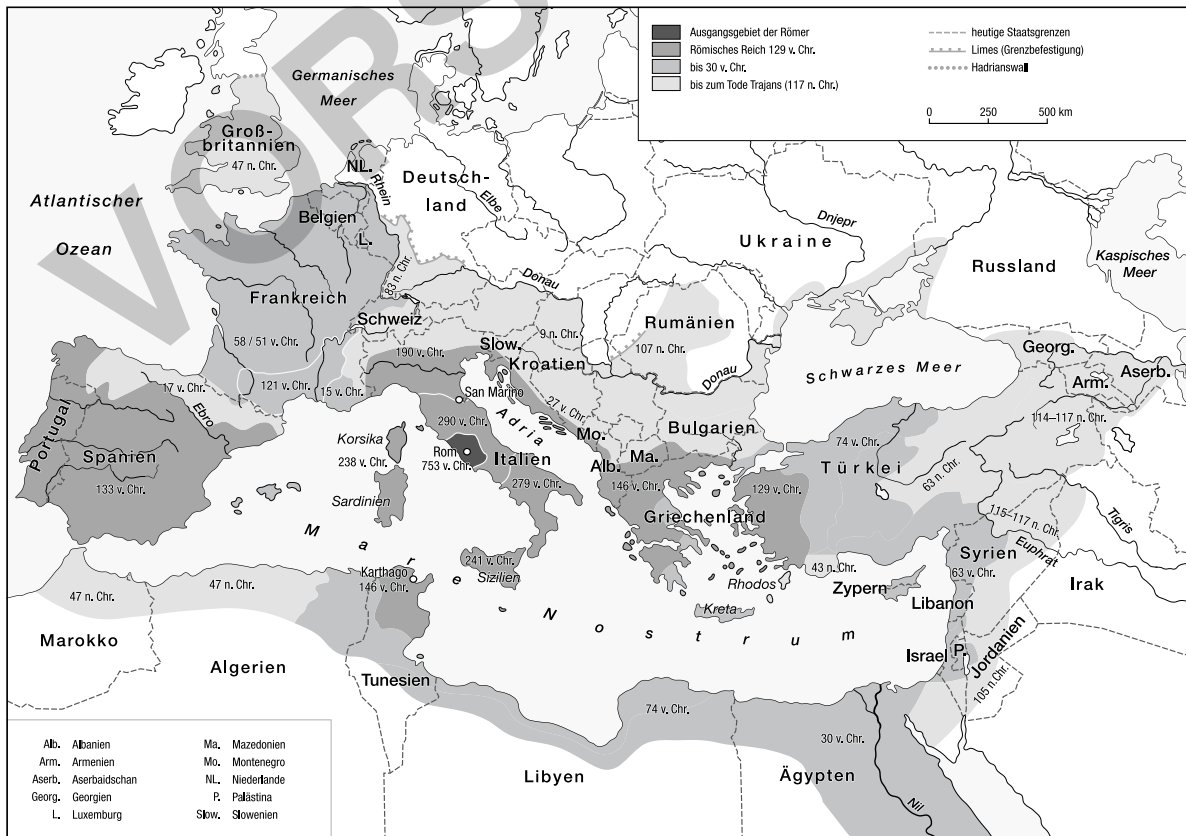 Ausgangsgebiet der Römer
Römisches Reich 129 v. Chr.
bis 30 v. Chr.
bis zum Tode Trajans (117 n. Chr.)
heutige Staatsgrenzen
Limes (Grenzbefestigung)
Hadrianswall
0 250 500 km
Germanisches
Meer
Groß-
britannien
47 n. Chr.
NL.
Rhein
Deutsch-
land
Elbe
Atlantischer
Ozean
Belgien
L.
83 n. Chr.
Dnjepr
Ukraine
Russland
Kaspisches
Meer
Donau
Frankreich
58 / 51 v. Chr.
Schweiz
190 v. Chr.
Slow.
9 n. Chr.
Kroatien
Rumänien
107 n. Chr.
Donau
Schwarzes Meer
Georg.
Arm.
Aserb.
114–117 n. Chr.
17 v. Chr.
121 v. Chr.
15 v. Chr.
San Marino
Ebro
Portugal
Spanien
133 v. Chr.
Korsika
238 v. Chr.
Sardinien
290 v. Chr.
Rom
753 v. Chr.
Italien
279 v. Chr.
Adria
27 v. Chr.
Mo.
Alb.
Ma.
Bulgarien
146 v. Chr.
Griechenland
129 v. Chr.
74 v. Chr.
Türkei
63 n. Chr.
115–117 n. Chr.
Tigris
Euphrat
Syrien
63 v. Chr.
Irak
43 n. Chr.
Zypern
Libanon
Rhodos
Kreta
241 v. Chr.
Sizilien
Karthago
146 v. Chr.
Mare Nostrum
47 n. Chr.
47 n. Chr.
Marokko
Algerien
Tunesien
Israel
P.
Jordanien
105 n. Chr.
74 v. Chr.
30 v. Chr.
Libyen
Ägypten
Nil
Alb. Albanien
Arm. Armenien
Aserb. Aserbaidschan
Georg. Georgien
L. Luxemburg
Ma. Mazedonien
Mo. Montenegro
NL. Niederlande
P. Palästina
Slow. Slowenien